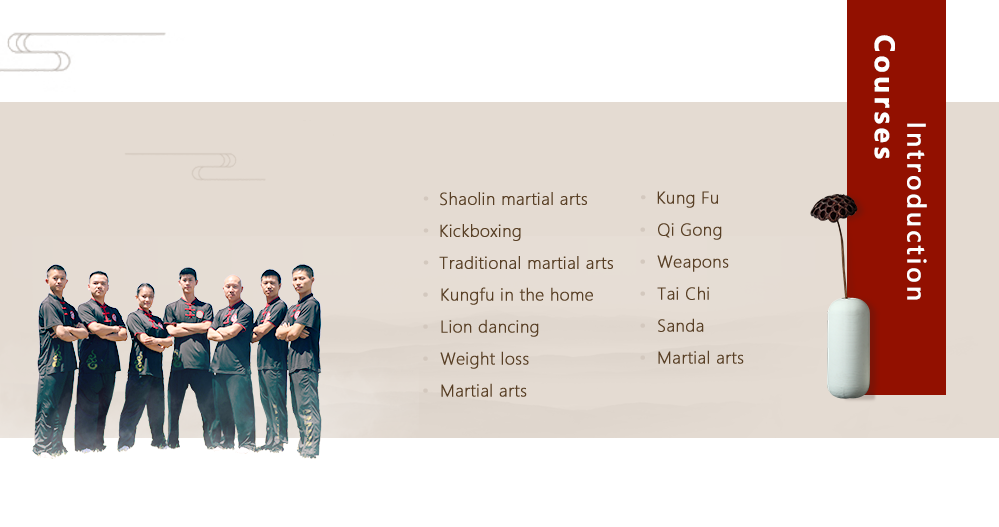 Courses
Introduction
Shaolin martial arts
Kickboxing
Traditional martial arts
Kungfu in the home
Lion dancing
Weight loss
Martial arts
Kung Fu
Qi Gong
Weapons
Tai Chi
Sanda
Martial arts